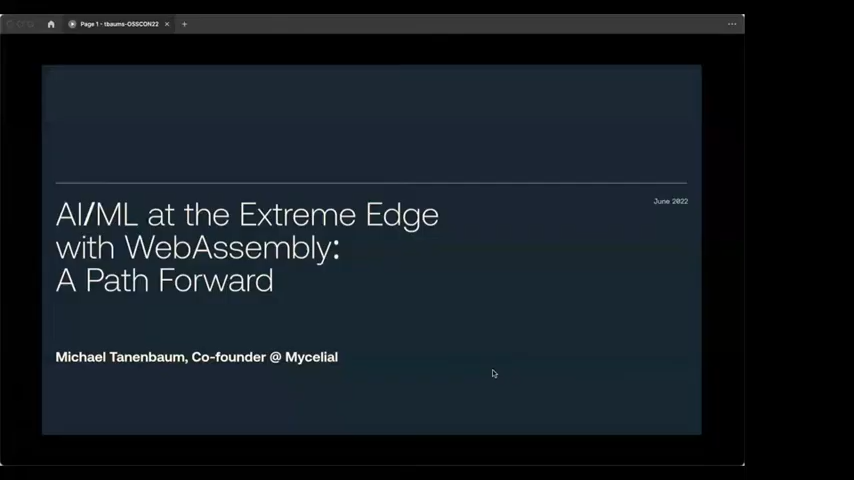 Page 1 - tbaums-OSSCON22
June 2022
AI/ML at the Extreme Edge
with WebAssembly:
A Path Forward
Michael Tanenbaum, Co-founder @ Mycelial